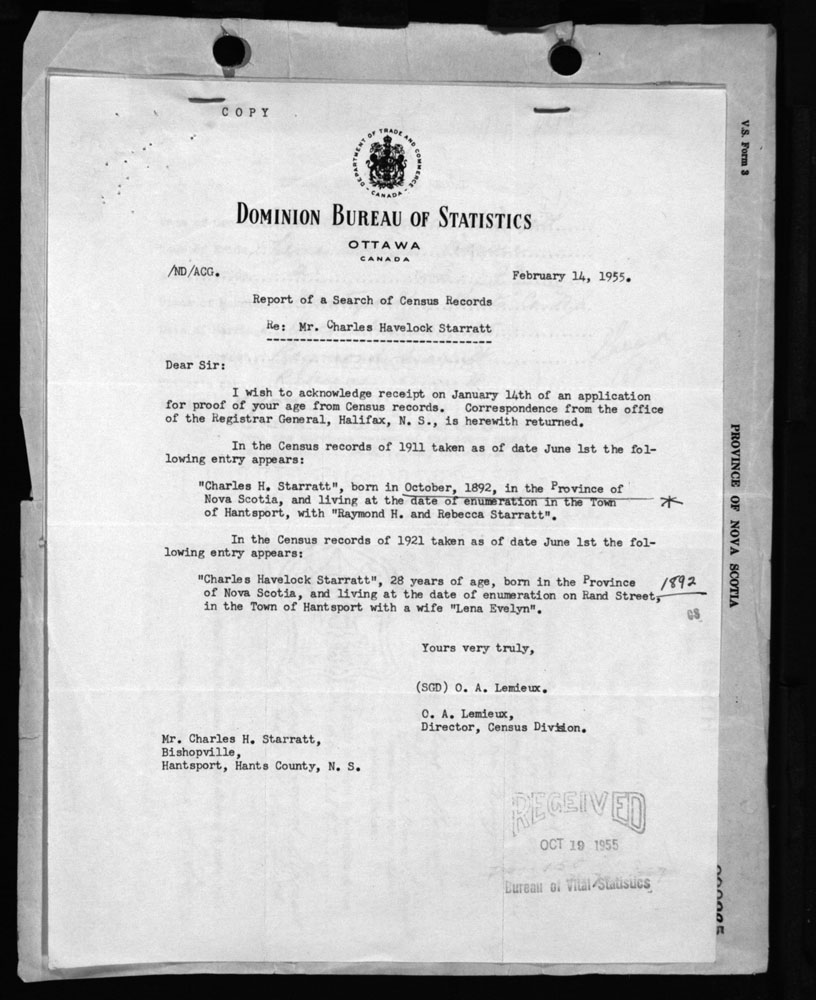 COPY
DEPARTMENT OF TRADE AND COMMERCE
CANADA
DOMINION BUREAU OF STATISTICS
OTTAWA
CANADA
/ND/ACG.
February 14, 1955.
Report of a Search of Census Records
Re: Mr. Charles Havelock Starratt
Dear Sir:
I wish to acknowledge receipt on January 14th of an application
for proof of your age from Census records. Correspondence from the office
of the Registrar General, Halifax, N. S., is herewith returned.
In the Census records of 1911 taken as of date June 1st the fol-
lowing entry appears:
"Charles H. Starratt", born in October, 1892, in the Province of
Nova Scotia, and living at the date of enumeration in the Town
of Hantsport, with "Raymond H. and Rebecca Starratt".
In the Census records of 1921 taken as of date June 1st the fol-
lowing entry appears:
"Charles Havelock Starratt", 28 years of age, born in the Province 1892
of Nova Scotia, and living at the date of enumeration on Rand Street,
in the Town of Hantsport with a wife "Lena Evelyn".
Yours very truly,
(SGD) O. A. Lemieux.
O. A. Lemieux,
Director, Census Division.
Mr. Charles H. Starratt,
Bishopville,
Hantsport, Hants County, N. S.
RECEIVED
OCT 19 1955
Bureau of Vital Statistics
V.S. Form 3
PROVINCE OF NOVA SCOTIA